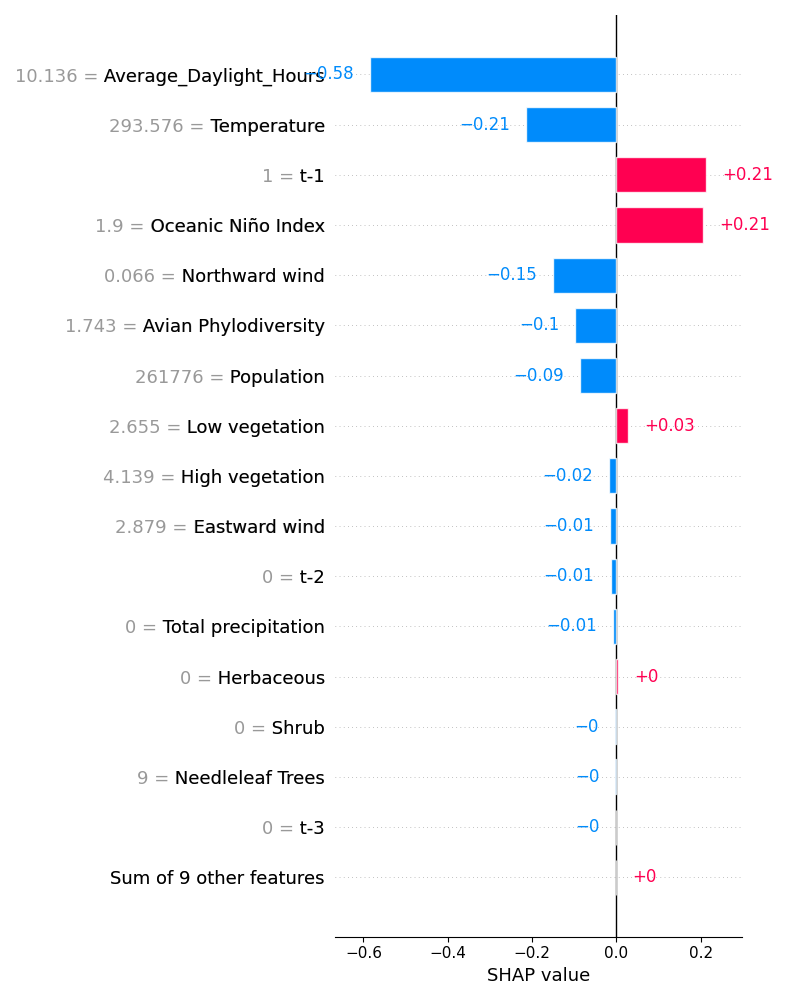 10.136 = Average_Daylight_Hours −0.58
293.576 = Temperature −0.21
1 = t-1 +0.21
1.9 = Oceanic Niño Index +0.21
0.066 = Northward wind −0.15
1.743 = Avian Phylodiversity −0.1
261776 = Population −0.09
2.655 = Low vegetation +0.03
4.139 = High vegetation −0.02
2.879 = Eastward wind −0.01
0 = t-2 −0.01
0 = Total precipitation −0.01
0 = Herbaceous +0
0 = Shrub −0
9 = Needleleaf Trees −0
0 = t-3 −0
Sum of 9 other features +0
−0.6 −0.4 −0.2 0.0 0.2
SHAP value